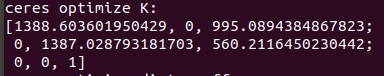 ceres optimize K:
[1388.603601950429, 0, 995.0894384867823;
 0, 1387.028793181703, 560.2116450230442;
 0, 0, 1]